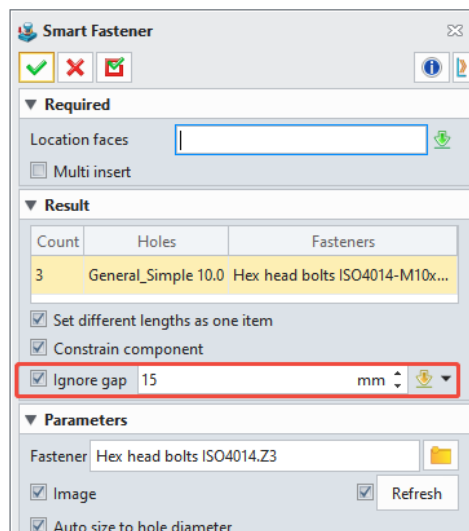 Smart Fastener
Required
Location faces
Multi insert
Result
Count Holes Fasteners
3 General_Simple 10.0 Hex head bolts ISO4014-M10x...
Set different lengths as one item
Constrain component
Ignore gap 15 mm
Parameters
Fastener Hex head bolts ISO4014.Z3
Image Refresh
Auto size to hole diameter